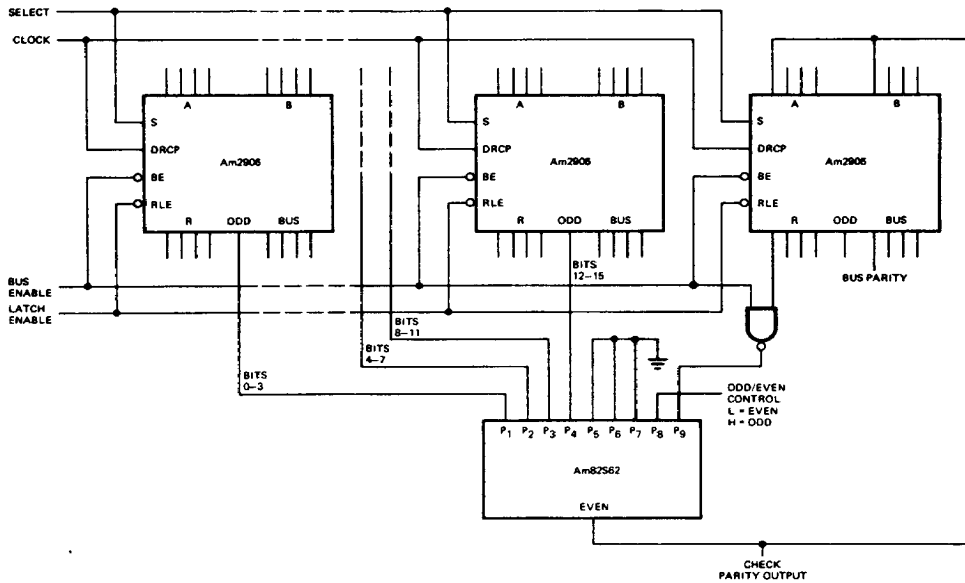 SELECT
CLOCK
A
B
A
B
A
B
S
DRCP
Am2906
BE
RLE
R
ODD
BUS
S
DRCP
Am2906
BE
RLE
R
ODD
BUS
S
DRCP
Am2906
BE
RLE
R
ODD
BUS
BUS
ENABLE
LATCH
ENABLE
BITS
12–15
BUS PARITY
BITS
8–11
BITS
4–7
BITS
0–3
ODD/EVEN
CONTROL
L = EVEN
H = ODD
P1 P2 P3 P4 P5 P6 P7 P8 P9
Am82S62
EVEN
CHECK
PARITY OUTPUT